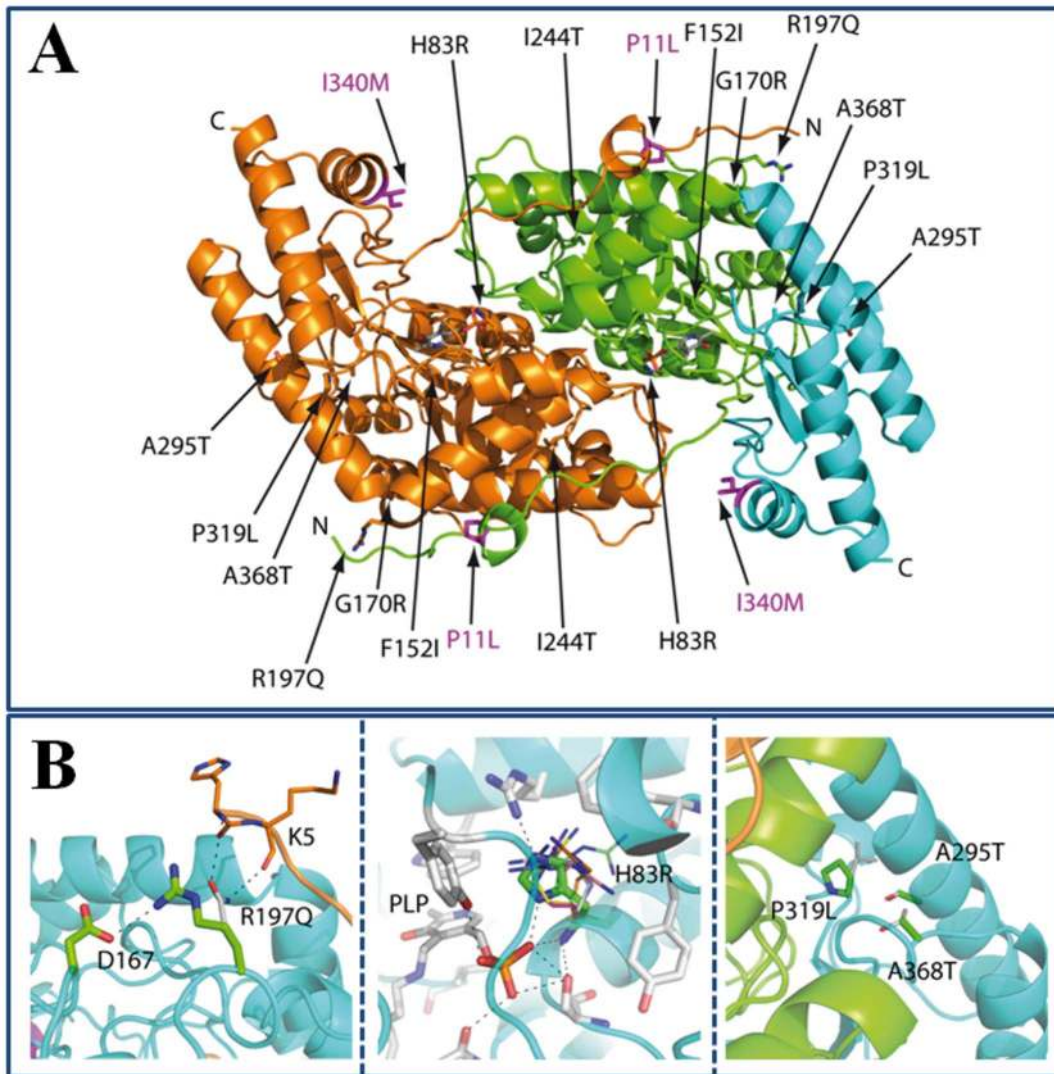 A
H83R
I244T
P11L
F152I
R197Q
I340M
G170R
A368T
C
N
P319L
A295T
A295T
P319L
N
A368T
G170R
I340M
C
R197Q
F152I
P11L
I244T
H83R
B
K5
R197Q
D167
PLP
H83R
A295T
P319L
A368T